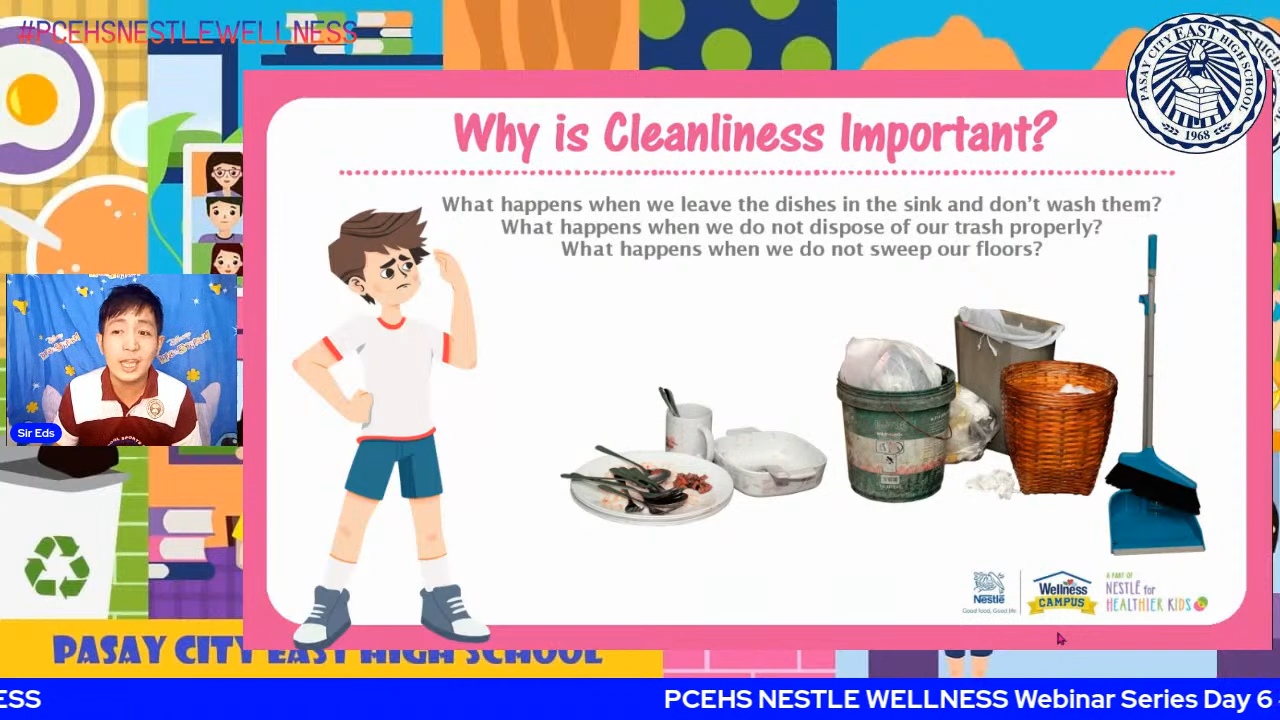 #PCEHSNESTLEWELLNESS
PASAY CITY EAST HIGH SCHOOL
1968
Why is Cleanliness Important?
What happens when we leave the dishes in the sink and don't wash them?
What happens when we do not dispose of our trash properly?
What happens when we do not sweep our floors?
Sir Eds
Nestlé
Good food, Good life
Wellness
CAMPUS
A PART OF
NESTLÉ for
HEALTHIER KIDS
PASAY CITY EAST HIGH SCHOOL
ESS
PCEHS NESTLE WELLNESS Webinar Series Day 6